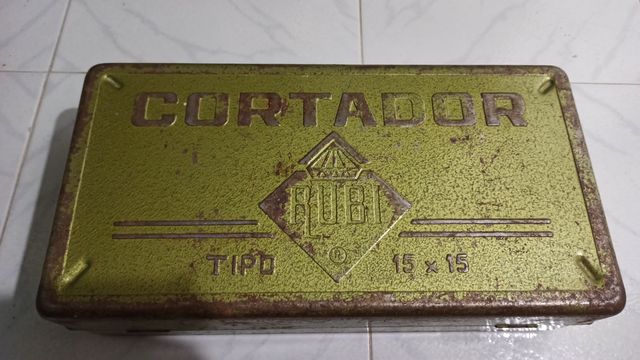 CORTADOR
RUBI
®
TIPO 15 x 15